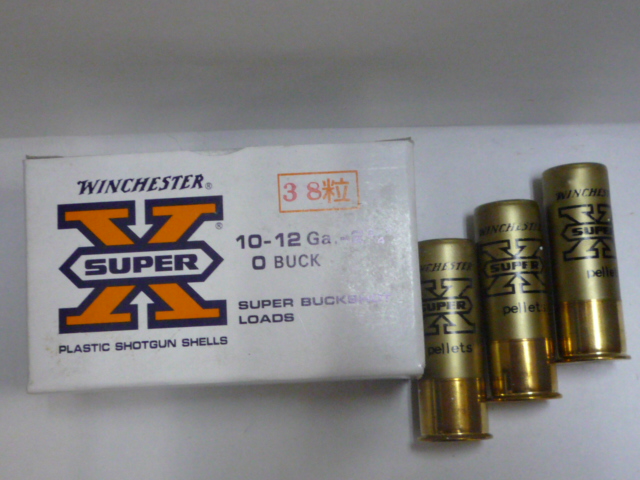 WINCHESTER®
38粒
SUPER X®
10-12 Ga.
0 BUCK
SUPER BUCKSHOT
LOADS
PLASTIC SHOTGUN SHELLS
WINCHESTER
SUPER X
pellets
WINCHESTER
SUPER X
pellets
WINCHESTER
SUPER X
pellets